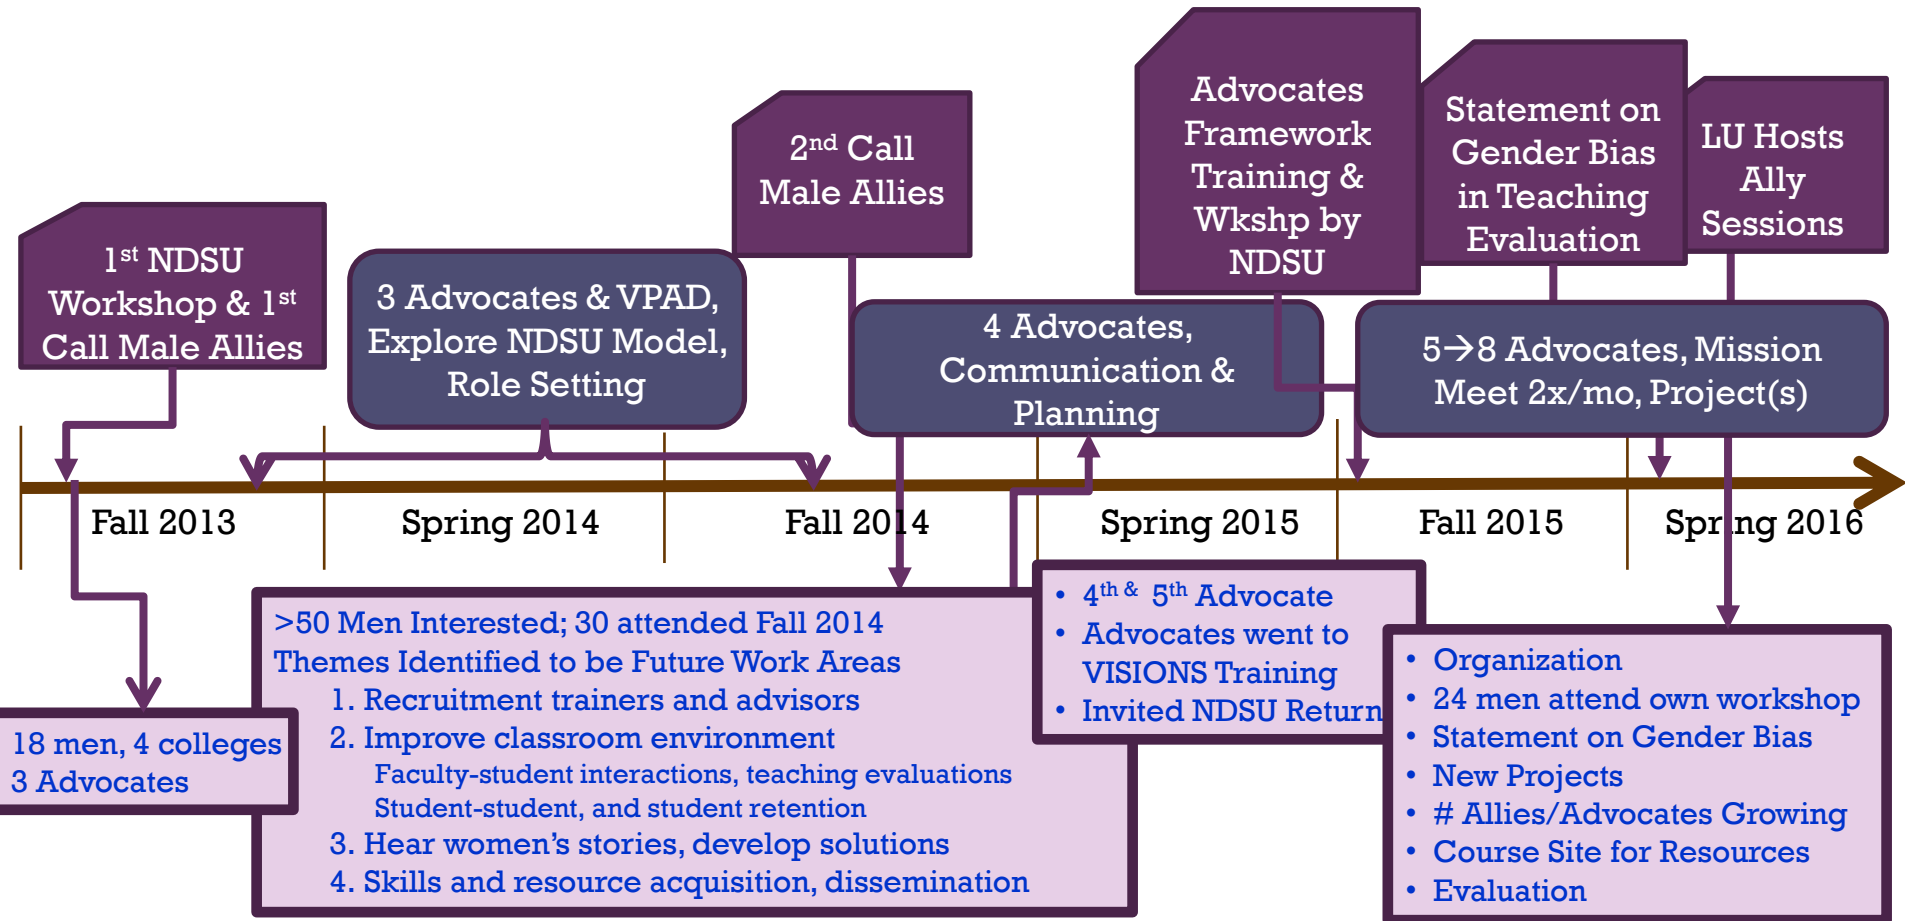 1st NDSU
Workshop & 1st
Call Male Allies
3 Advocates & VPAD,
Explore NDSU Model,
Role Setting
2nd Call
Male Allies
4 Advocates,
Communication &
Planning
Advocates
Framework
Training &
Wkshp by
NDSU
Statement on
Gender Bias
in Teaching
Evaluation
LU Hosts
Ally
Sessions
5→8 Advocates, Mission
Meet 2x/mo, Project(s)
Fall 2013
Spring 2014
Fall 2014
Spring 2015
Fall 2015
Spring 2016
18 men, 4 colleges
3 Advocates
>50 Men Interested; 30 attended Fall 2014
Themes Identified to be Future Work Areas
1. Recruitment trainers and advisors
2. Improve classroom environment
Faculty-student interactions, teaching evaluations
Student-student, and student retention
3. Hear women’s stories, develop solutions
4. Skills and resource acquisition, dissemination
• 4th & 5th Advocate
• Advocates went to
VISIONS Training
• Invited NDSU Return
• Organization
• 24 men attend own workshop
• Statement on Gender Bias
• New Projects
• # Allies/Advocates Growing
• Course Site for Resources
• Evaluation